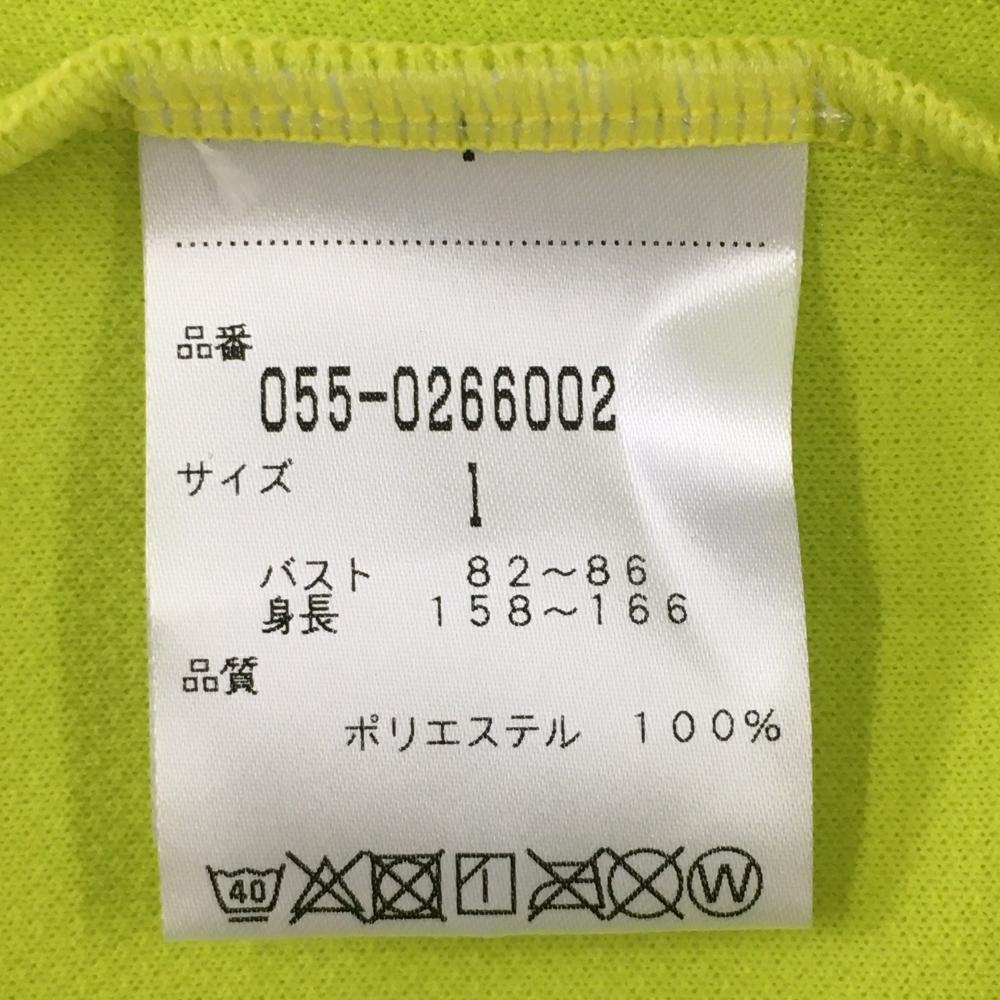 品番
055-0266002
サイズ 1
バスト 82〜86
身長 158〜166
品質
ポリエステル 100%
40 W